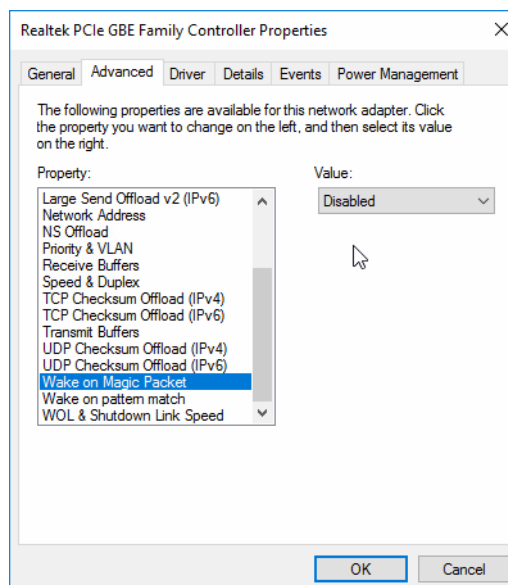 Realtek PCIe GBE Family Controller Properties
General Advanced Driver Details Events Power Management
The following properties are available for this network adapter. Click
the property you want to change on the left, and then select its value
on the right.
Property:
Value:
Large Send Offload v2 (IPv6)
Network Address
NS Offload
Priority & VLAN
Receive Buffers
Speed & Duplex
TCP Checksum Offload (IPv4)
TCP Checksum Offload (IPv6)
Transmit Buffers
UDP Checksum Offload (IPv4)
UDP Checksum Offload (IPv6)
Wake on Magic Packet
Wake on pattern match
WOL & Shutdown Link Speed
Disabled
OK
Cancel